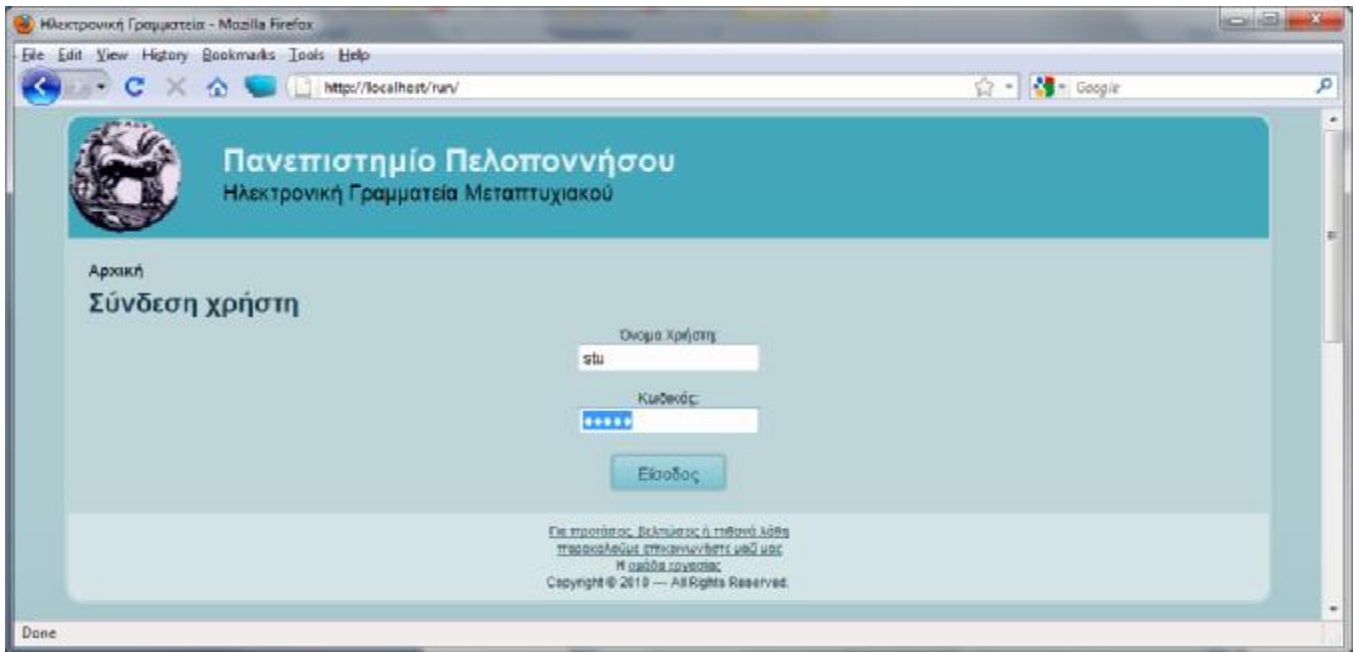 Ηλεκτρονική Γραμματεία - Mozilla Firefox
File Edit View History Bookmarks Tools Help
http://localhost/run/
Google
Πανεπιστημίο Πελοποννήσου
Ηλεκτρονική Γραμματεία Μεταπτυχιακού
Αρχική
Σύνδεση χρήστη
Όνομα Χρήστη:
stu
Κωδικός:
Είσοδος
Για προτάσεις, βελτιώσεις ή πιθανά λάθη
παρακαλούμε επικοινωνήστε μαζί μας
Η ομάδα εργασίας
Copyright © 2010 — All Rights Reserved.
Done